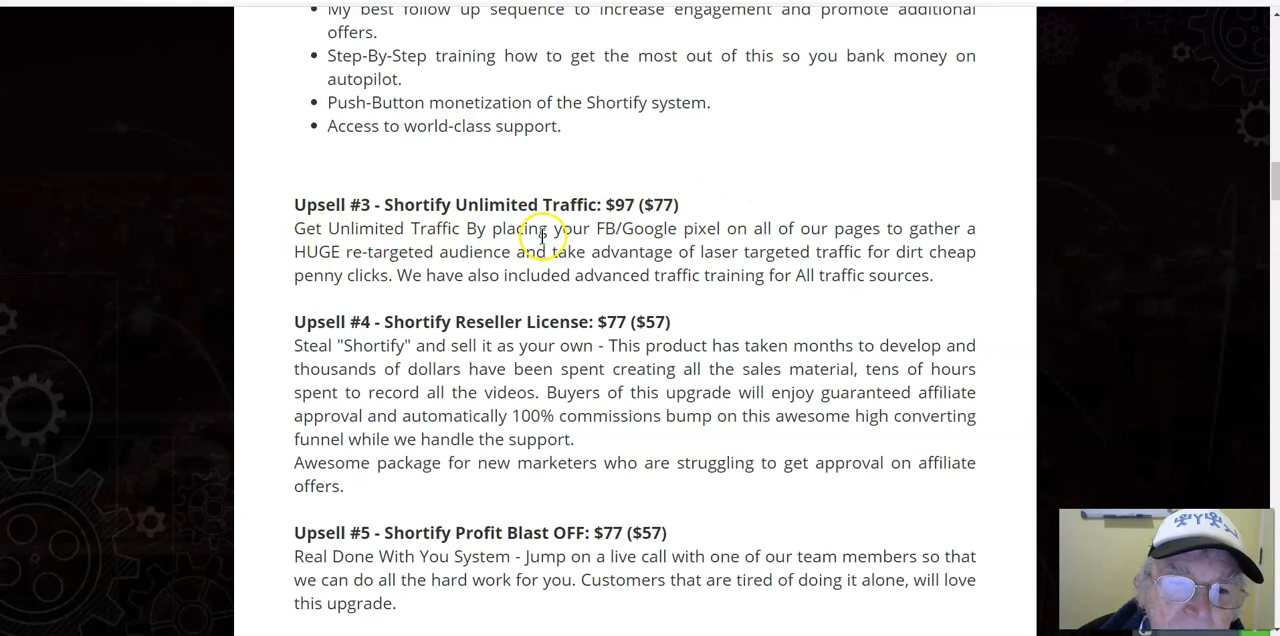 My best follow up sequence to increase engagement and promote additional
offers.
Step-By-Step training how to get the most out of this so you bank money on
autopilot.
Push-Button monetization of the Shortify system.
Access to world-class support.
Upsell #3 - Shortify Unlimited Traffic: $97 ($77)
Get Unlimited Traffic By placing your FB/Google pixel on all of our pages to gather a
HUGE re-targeted audience and take advantage of laser targeted traffic for dirt cheap
penny clicks. We have also included advanced traffic training for All traffic sources.
Upsell #4 - Shortify Reseller License: $77 ($57)
Steal "Shortify" and sell it as your own - This product has taken months to develop and
thousands of dollars have been spent creating all the sales material, tens of hours
spent to record all the videos. Buyers of this upgrade will enjoy guaranteed affiliate
approval and automatically 100% commissions bump on this awesome high converting
funnel while we handle the support.
Awesome package for new marketers who are struggling to get approval on affiliate
offers.
Upsell #5 - Shortify Profit Blast OFF: $77 ($57)
Real Done With You System - Jump on a live call with one of our team members so that
we can do all the hard work for you. Customers that are tired of doing it alone, will love
this upgrade.